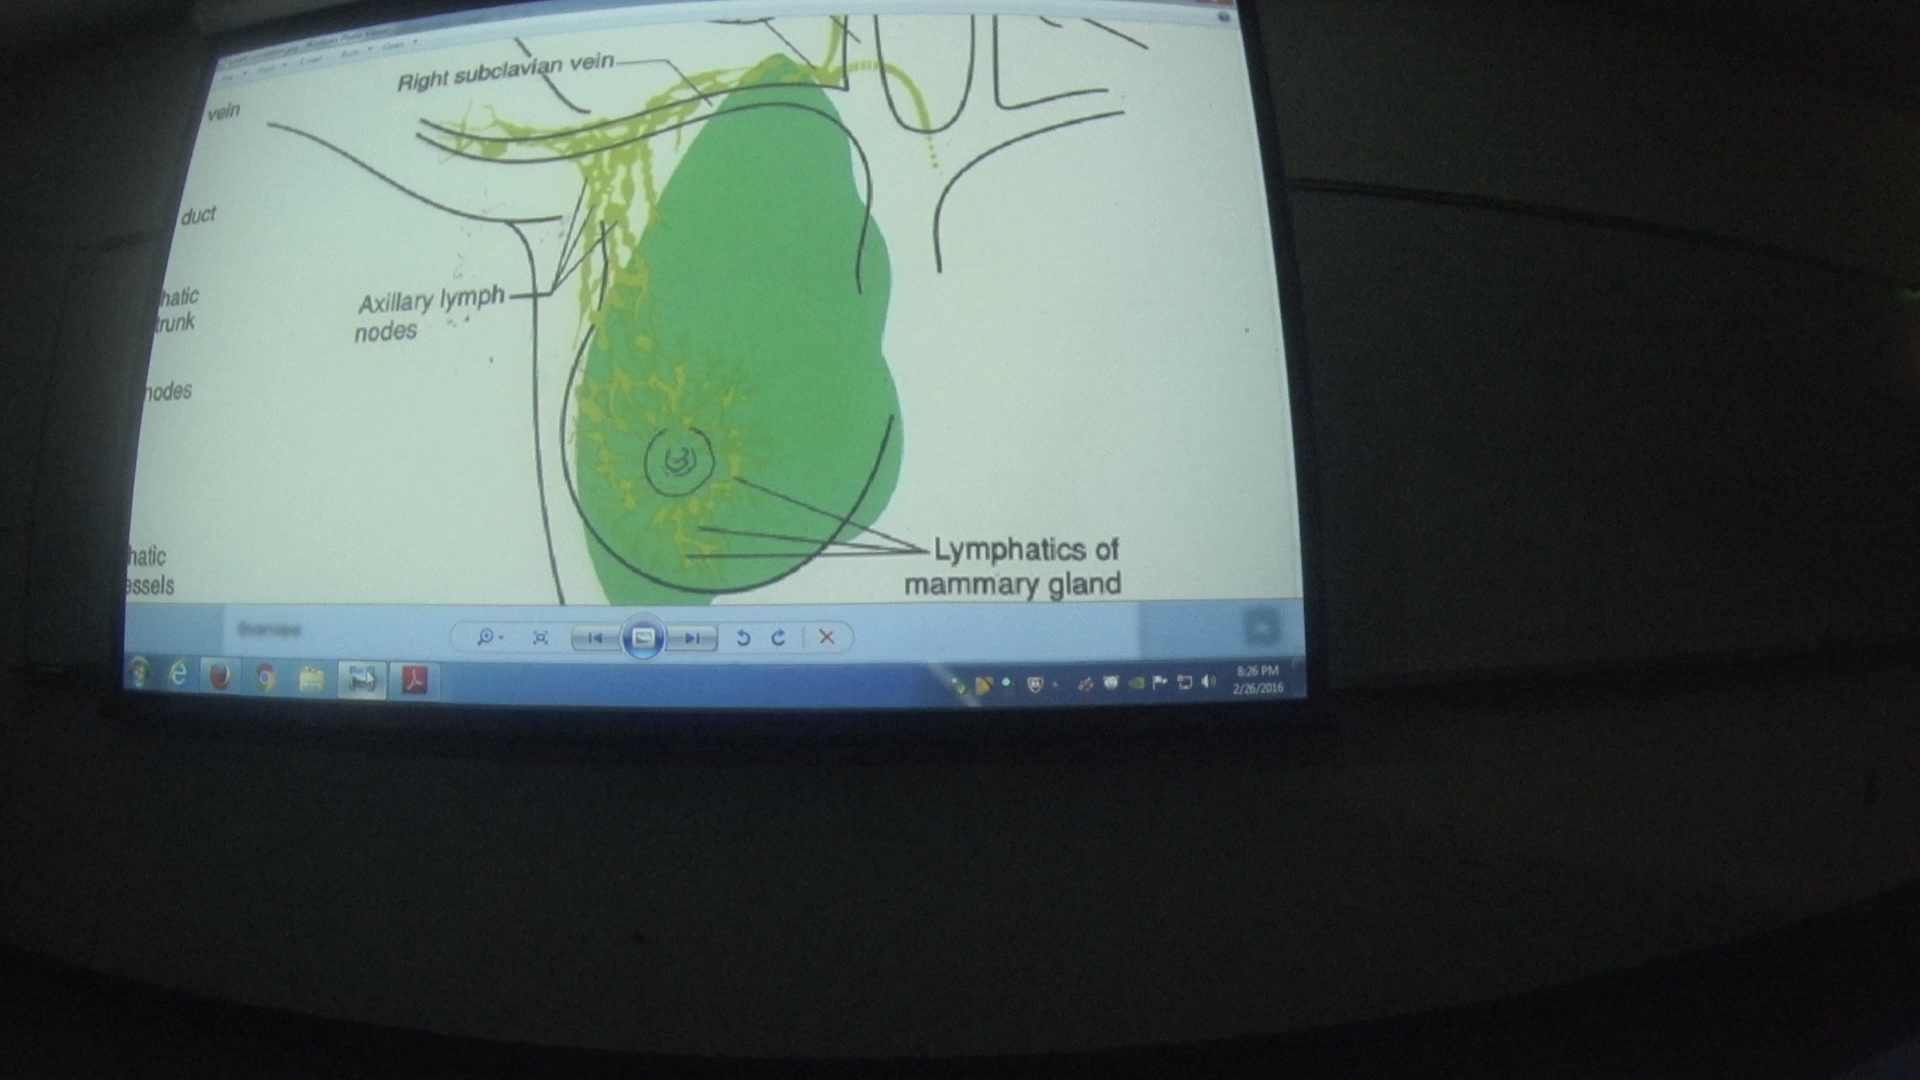 Right subclavian vein
vein
duct
hatic
trunk
Axillary lymph
nodes
nodes
hatic
essels
Lymphatics of
mammary gland
Overview
8:26 PM
2/26/2016